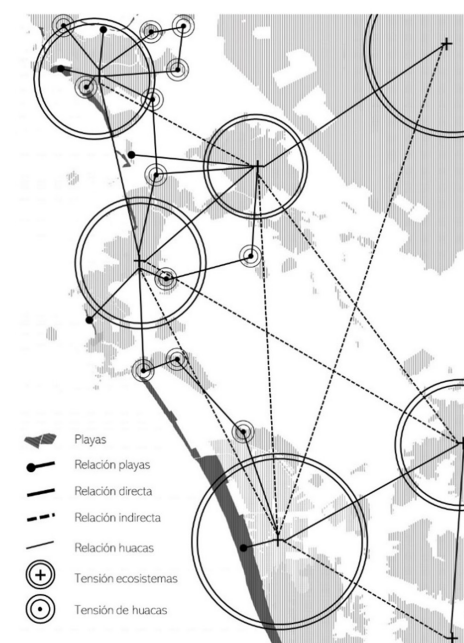 Playas
Relación playas
Relación directa
Relación indirecta
Relación huacas
Tensión ecosistemas
Tensión de huacas